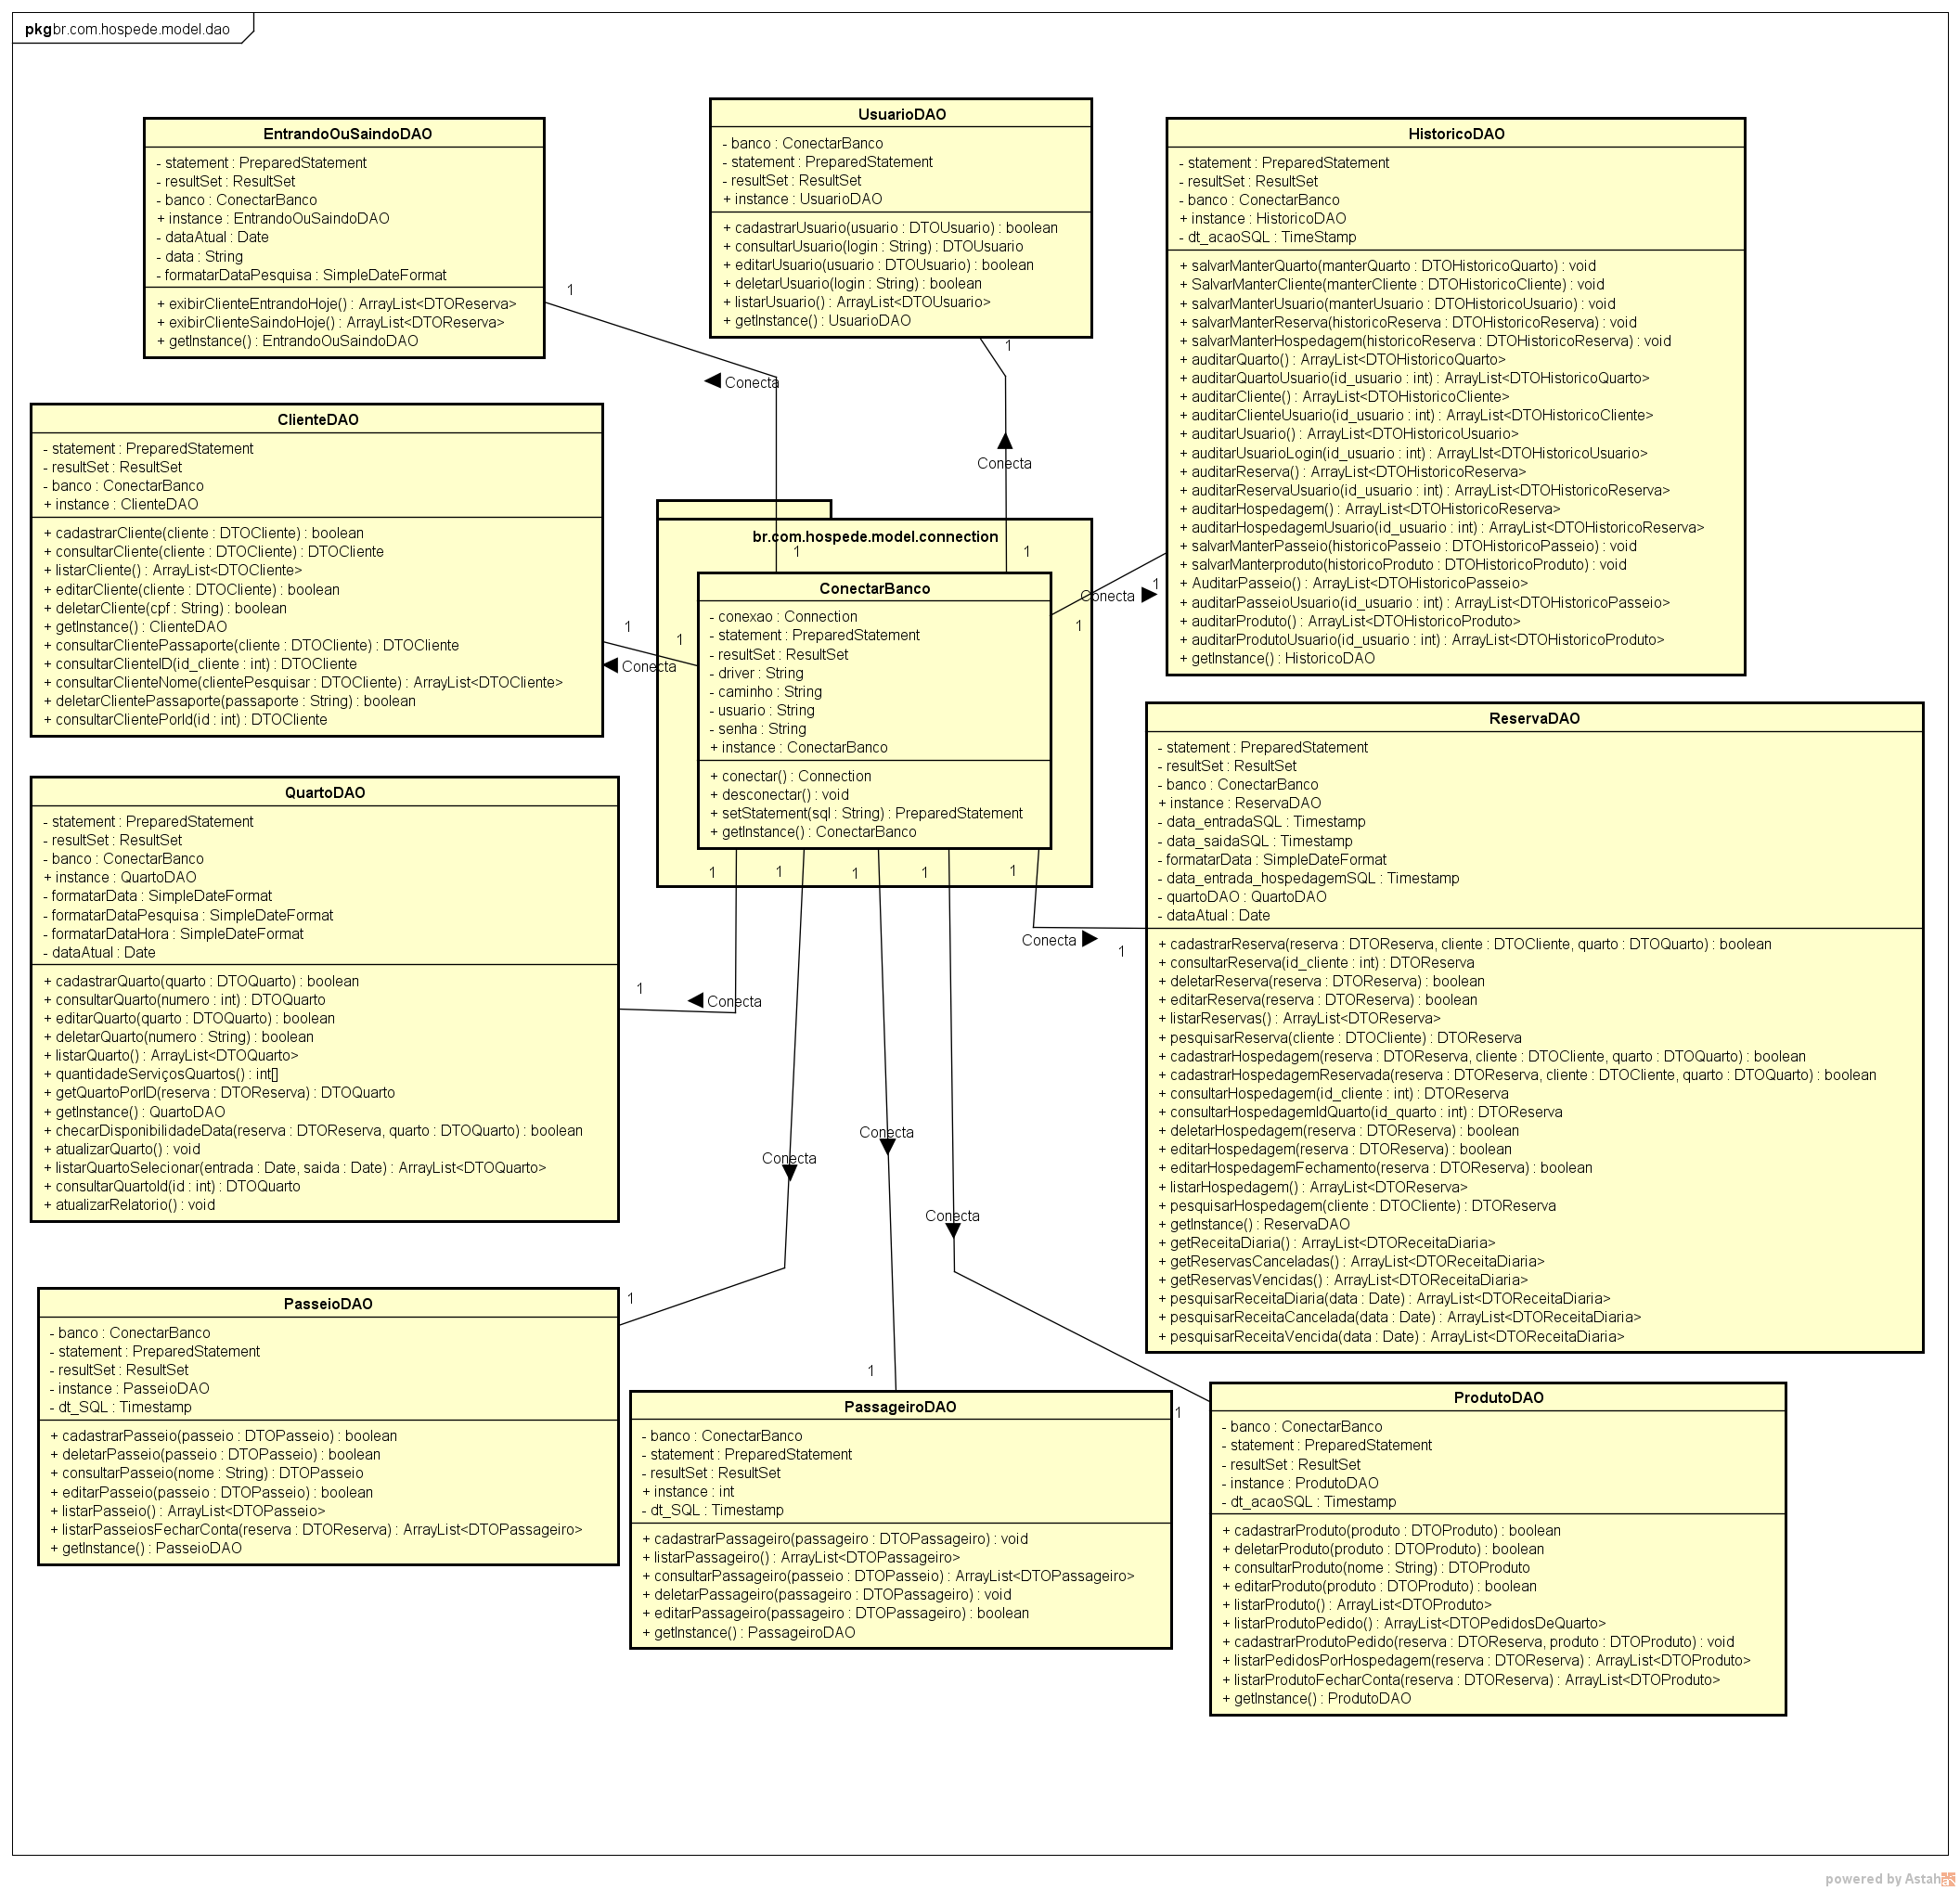 pkg br.com.hospede.model.dao
EntrandoOuSaindoDAO
- statement : PreparedStatement
- resultSet : ResultSet
- banco : ConectarBanco
+ instance : EntrandoOuSaindoDAO
- dataAtual : Date
- data : String
- formatarDataPesquisa : SimpleDateFormat
+ exibirClienteEntrandoHoje() : ArrayList<DTOReserva>
+ exibirClienteSaindoHoje() : ArrayList<DTOReserva>
+ getInstance() : EntrandoOuSaindoDAO
UsuarioDAO
- banco : ConectarBanco
- statement : PreparedStatement
- resultSet : ResultSet
+ instance : UsuarioDAO
+ cadastrarUsuario(usuario : DTOUsuario) : boolean
+ consultarUsuario(login : String) : DTOUsuario
+ editarUsuario(usuario : DTOUsuario) : boolean
+ deletarUsuario(login : String) : boolean
+ listarUsuario() : ArrayList<DTOUsuario>
+ getInstance() : UsuarioDAO
HistoricoDAO
- statement : PreparedStatement
- resultSet : ResultSet
- banco : ConectarBanco
+ instance : HistoricoDAO
- dt_acaoSQL : TimeStamp
+ salvarManterQuarto(manterQuarto : DTOHistoricoQuarto) : void
+ SalvarManterCliente(manterCliente : DTOHistoricoCliente) : void
+ salvarManterUsuario(manterUsuario : DTOHistoricoUsuario) : void
+ salvarManterReserva(historicoReserva : DTOHistoricoReserva) : void
+ salvarManterHospedagem(historicoReserva : DTOHistoricoReserva) : void
+ auditarQuarto() : ArrayList<DTOHistoricoQuarto>
+ auditarQuartoUsuario(id_usuario : int) : ArrayList<DTOHistoricoQuarto>
+ auditarCliente() : ArrayList<DTOHistoricoCliente>
+ auditarClienteUsuario(id_usuario : int) : ArrayList<DTOHistoricoCliente>
+ auditarUsuario() : ArrayList<DTOHistoricoUsuario>
+ auditarUsuarioLogin(id_usuario : int) : ArrayList<DTOHistoricoUsuario>
+ auditarReserva() : ArrayList<DTOHistoricoReserva>
+ auditarReservaUsuario(id_usuario : int) : ArrayList<DTOHistoricoReserva>
+ auditarHospedagem() : ArrayList<DTOHistoricoReserva>
+ auditarHospedagemUsuario(id_usuario : int) : ArrayList<DTOHistoricoReserva>
+ salvarManterPasseio(historicoPasseio : DTOHistoricoPasseio) : void
+ salvarManterproduto(historicoProduto : DTOHistoricoProduto) : void
+ AuditarPasseio() : ArrayList<DTOHistoricoPasseio>
+ auditarPasseioUsuario(id_usuario : int) : ArrayList<DTOHistoricoPasseio>
+ auditarProduto() : ArrayList<DTOHistoricoProduto>
+ auditarProdutoUsuario(id_usuario : int) : ArrayList<DTOHistoricoProduto>
+ getInstance() : HistoricoDAO
1
1
Conecta
Conecta
ClienteDAO
- statement : PreparedStatement
- resultSet : ResultSet
- banco : ConectarBanco
+ instance : ClienteDAO
+ cadastrarCliente(cliente : DTOCliente) : boolean
+ consultarCliente(cliente : DTOCliente) : DTOCliente
+ listarCliente() : ArrayList<DTOCliente>
+ editarCliente(cliente : DTOCliente) : boolean
+ deletarCliente(cpf : String) : boolean
+ getInstance() : ClienteDAO
+ consultarClientePassaporte(cliente : DTOCliente) : DTOCliente
+ consultarClienteID(id_cliente : int) : DTOCliente
+ consultarClienteNome(clientePesquisar : DTOCliente) : ArrayList<DTOCliente>
+ deletarClientePassaporte(passaporte : String) : boolean
+ consultarClientePorId(id : int) : DTOCliente
br.com.hospede.model.connection
1
1
1
Conecta
1
1
1
Conecta
ConectarBanco
- conexao : Connection
- statement : PreparedStatement
- resultSet : ResultSet
- driver : String
- caminho : String
- usuario : String
- senha : String
+ instance : ConectarBanco
+ conectar() : Connection
+ desconectar() : void
+ setStatement(sql : String) : PreparedStatement
+ getInstance() : ConectarBanco
1
1
1
1
1
ReservaDAO
- statement : PreparedStatement
- resultSet : ResultSet
- banco : ConectarBanco
+ instance : ReservaDAO
- data_entradaSQL : Timestamp
- data_saidaSQL : Timestamp
- formatarData : SimpleDateFormat
- data_entrada_hospedagemSQL : Timestamp
- quartoDAO : QuartoDAO
- dataAtual : Date
+ cadastrarReserva(reserva : DTOReserva, cliente : DTOCliente, quarto : DTOQuarto) : boolean
+ consultarReserva(id_cliente : int) : DTOReserva
+ deletarReserva(reserva : DTOReserva) : boolean
+ editarReserva(reserva : DTOReserva) : boolean
+ listarReservas() : ArrayList<DTOReserva>
+ pesquisarReserva(cliente : DTOCliente) : DTOReserva
+ cadastrarHospedagem(reserva : DTOReserva, cliente : DTOCliente, quarto : DTOQuarto) : boolean
+ cadastrarHospedagemReservada(reserva : DTOReserva, cliente : DTOCliente, quarto : DTOQuarto) : boolean
+ consultarHospedagem(id_cliente : int) : DTOReserva
+ consultarHospedagemIdQuarto(id_quarto : int) : DTOReserva
+ deletarHospedagem(reserva : DTOReserva) : boolean
+ editarHospedagem(reserva : DTOReserva) : boolean
+ editarHospedagemFechamento(reserva : DTOReserva) : boolean
+ listarHospedagem() : ArrayList<DTOReserva>
+ pesquisarHospedagem(cliente : DTOCliente) : DTOReserva
+ getInstance() : ReservaDAO
+ getReceitaDiaria() : ArrayList<DTOReceitaDiaria>
+ getReservasCanceladas() : ArrayList<DTOReceitaDiaria>
+ getReservasVencidas() : ArrayList<DTOReceitaDiaria>
+ pesquisarReceitaDiaria(data : Date) : ArrayList<DTOReceitaDiaria>
+ pesquisarReceitaCancelada(data : Date) : ArrayList<DTOReceitaDiaria>
+ pesquisarReceitaVencida(data : Date) : ArrayList<DTOReceitaDiaria>
Conecta
1
QuartoDAO
- statement : PreparedStatement
- resultSet : ResultSet
- banco : ConectarBanco
+ instance : QuartoDAO
- formatarData : SimpleDateFormat
- formatarDataPesquisa : SimpleDateFormat
- formatarDataHora : SimpleDateFormat
- dataAtual : Date
+ cadastrarQuarto(quarto : DTOQuarto) : boolean
+ consultarQuarto(numero : int) : DTOQuarto
+ editarQuarto(quarto : DTOQuarto) : boolean
+ deletarQuarto(numero : String) : boolean
+ listarQuarto() : ArrayList<DTOQuarto>
+ quantidadeServiçosQuartos() : int[]
+ getQuartoPorID(reserva : DTOReserva) : DTOQuarto
+ getInstance() : QuartoDAO
+ checarDisponibilidadeData(reserva : DTOReserva, quarto : DTOQuarto) : boolean
+ atualizarQuarto() : void
+ listarQuartoSelecionar(entrada : Date, saida : Date) : ArrayList<DTOQuarto>
+ consultarQuartoId(id : int) : DTOQuarto
+ atualizarRelatorio() : void
1
Conecta
Conecta
Conecta
Conecta
PasseioDAO
- banco : ConectarBanco
- statement : PreparedStatement
- resultSet : ResultSet
- instance : PasseioDAO
- dt_SQL : Timestamp
+ cadastrarPasseio(passeio : DTOPasseio) : boolean
+ deletarPasseio(passeio : DTOPasseio) : boolean
+ consultarPasseio(nome : String) : DTOPasseio
+ editarPasseio(passeio : DTOPasseio) : boolean
+ listarPasseio() : ArrayList<DTOPasseio>
+ listarPasseiosFecharConta(reserva : DTOReserva) : ArrayList<DTOPassageiro>
+ getInstance() : PasseioDAO
1
1
PassageiroDAO
- banco : ConectarBanco
- statement : PreparedStatement
- resultSet : ResultSet
+ instance : int
- dt_SQL : Timestamp
+ cadastrarPassageiro(passageiro : DTOPassageiro) : void
+ listarPassageiro() : ArrayList<DTOPassageiro>
+ consultarPassageiro(passeio : DTOPasseio) : ArrayList<DTOPassageiro>
+ deletarPassageiro(passageiro : DTOPassageiro) : void
+ editarPassageiro(passageiro : DTOPassageiro) : boolean
+ getInstance() : PassageiroDAO
1
ProdutoDAO
- banco : ConectarBanco
- statement : PreparedStatement
- resultSet : ResultSet
- instance : ProdutoDAO
- dt_acaoSQL : Timestamp
+ cadastrarProduto(produto : DTOProduto) : boolean
+ deletarProduto(produto : DTOProduto) : boolean
+ consultarProduto(nome : String) : DTOProduto
+ editarProduto(produto : DTOProduto) : boolean
+ listarProduto() : ArrayList<DTOProduto>
+ listarProdutoPedido() : ArrayList<DTOPedidosDeQuarto>
+ cadastrarProdutoPedido(reserva : DTOReserva, produto : DTOProduto) : void
+ listarPedidosPorHospedagem(reserva : DTOReserva) : ArrayList<DTOProduto>
+ listarProdutoFecharConta(reserva : DTOReserva) : ArrayList<DTOProduto>
+ getInstance() : ProdutoDAO
powered by Astah